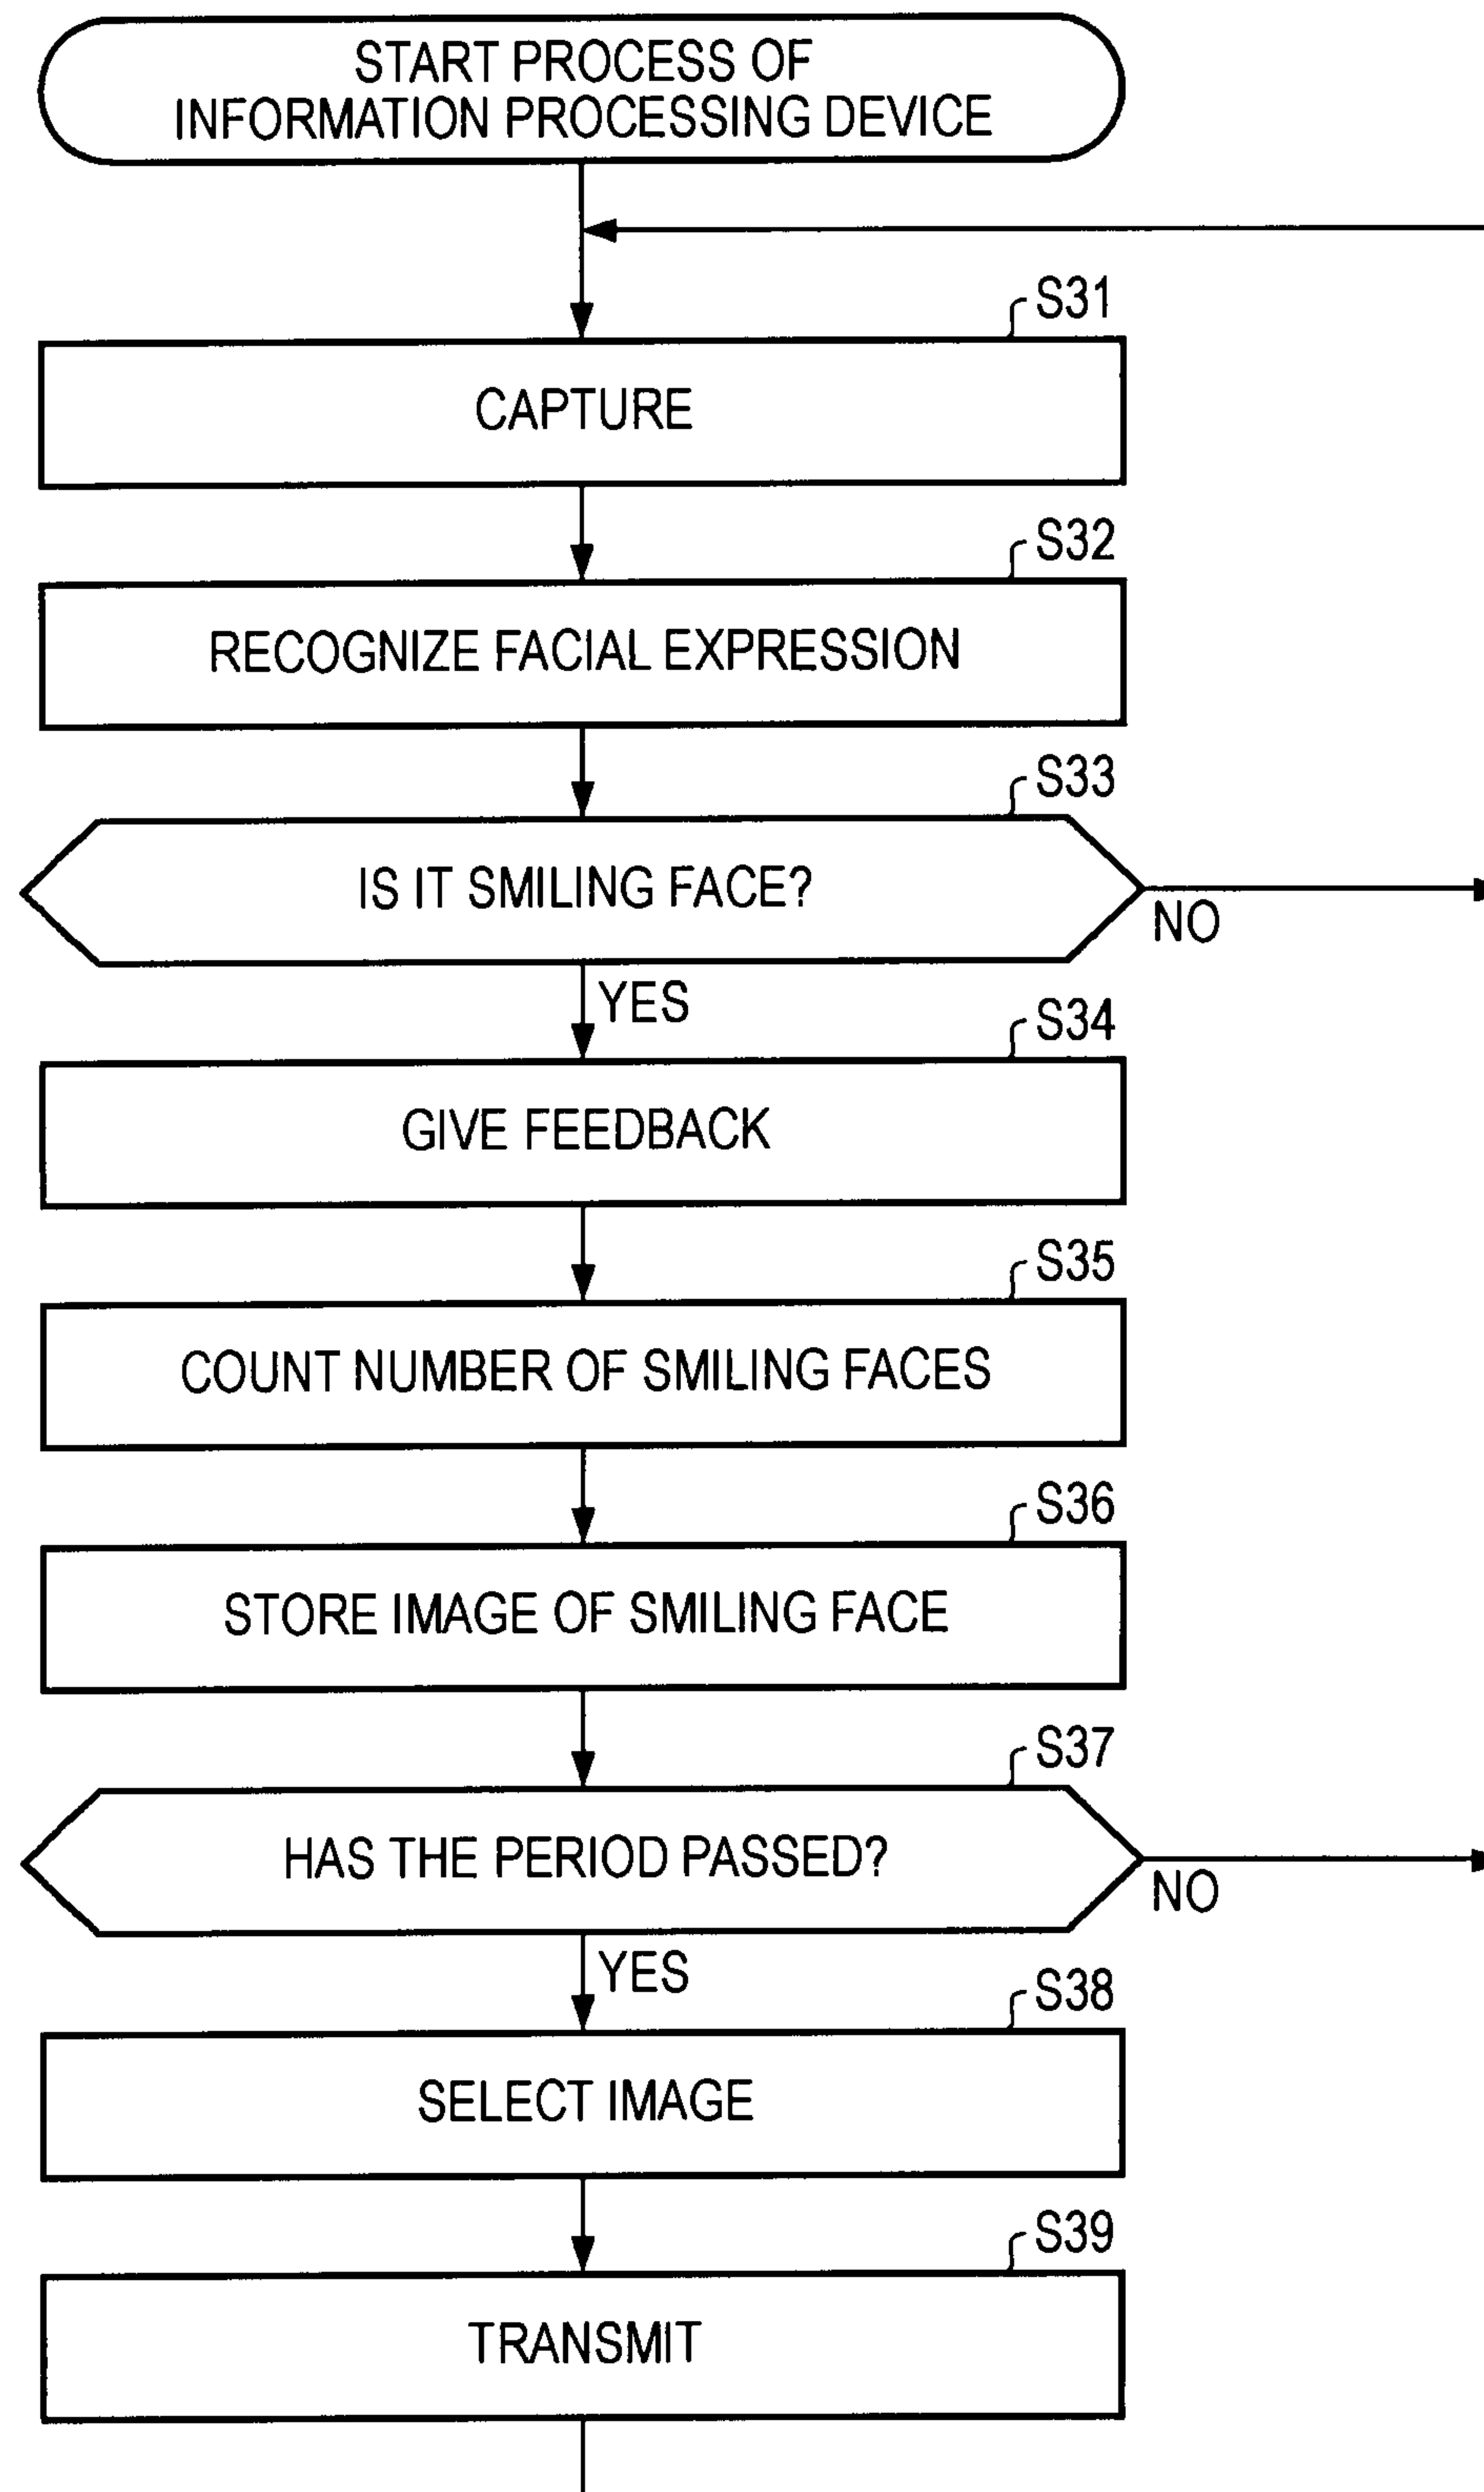 START PROCESS OF
INFORMATION PROCESSING DEVICE
S31
CAPTURE
S32
RECOGNIZE FACIAL EXPRESSION
S33
IS IT SMILING FACE?
NO
YES
S34
GIVE FEEDBACK
S35
COUNT NUMBER OF SMILING FACES
S36
STORE IMAGE OF SMILING FACE
S37
HAS THE PERIOD PASSED?
NO
YES
S38
SELECT IMAGE
S39
TRANSMIT